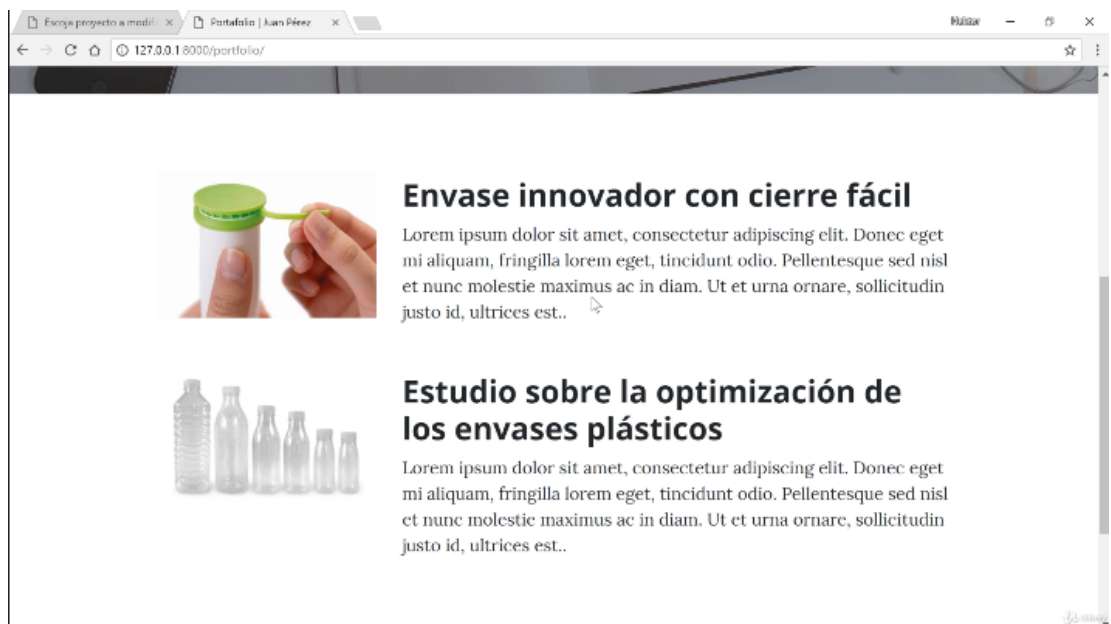 Escoja proyecto a modifi
Portafolio | Juan Pérez
127.0.0.1:8000/portfolio/
Envase innovador con cierre fácil
Lorem ipsum dolor sit amet, consectetur adipiscing elit. Donec eget
mi aliquam, fringilla lorem eget, tincidunt odio. Pellentesque sed nisl
et nunc molestie maximus ac in diam. Ut et urna ornare, sollicitudin
justo id, ultrices est..
Estudio sobre la optimización de
los envases plásticos
Lorem ipsum dolor sit amet, consectetur adipiscing elit. Donec eget
mi aliquam, fringilla lorem eget, tincidunt odio. Pellentesque sed nisl
et nunc molestie maximus ac in diam. Ut et urna ornare, sollicitudin
justo id, ultrices est..